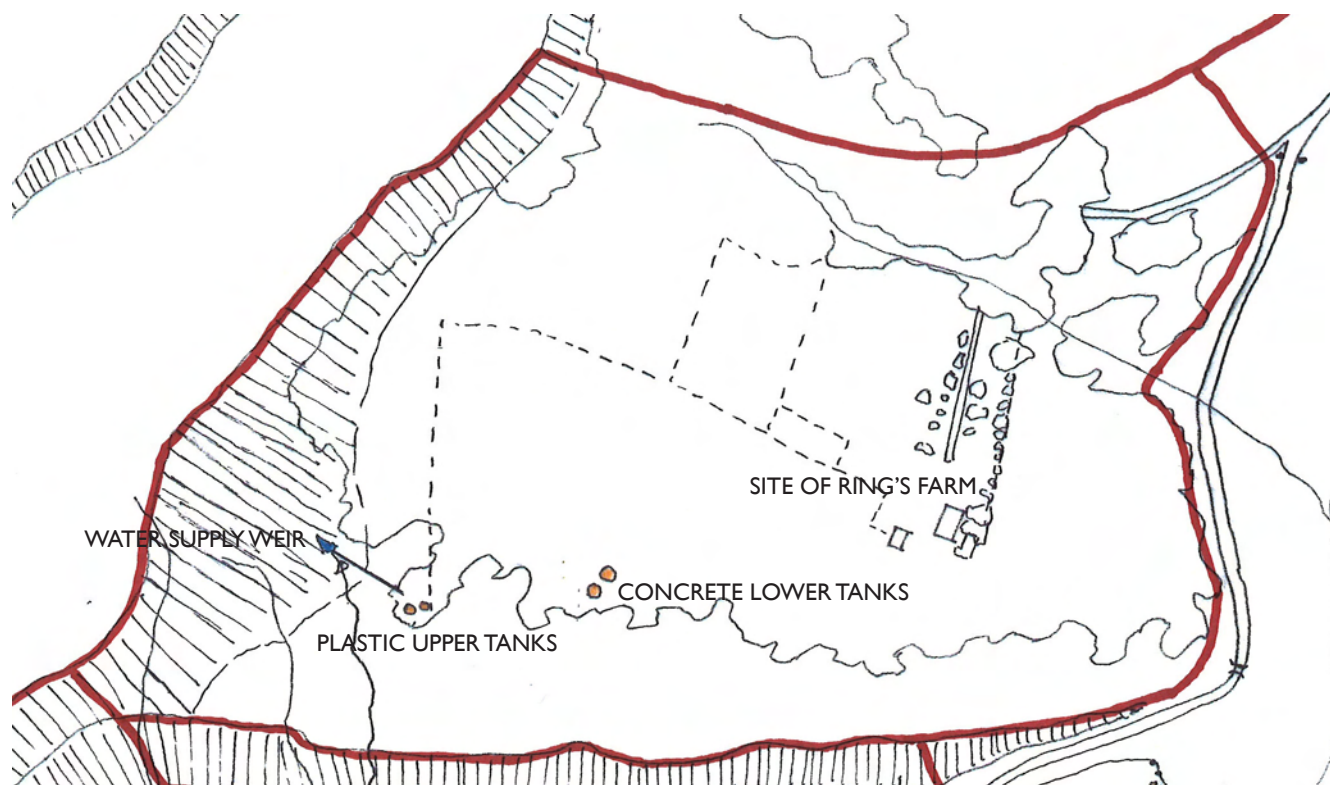 SITE OF RING'S FARM
WATER SUPPLY WEIR
P
CONCRETE LOWER TANKS
PLASTIC UPPER TANKS